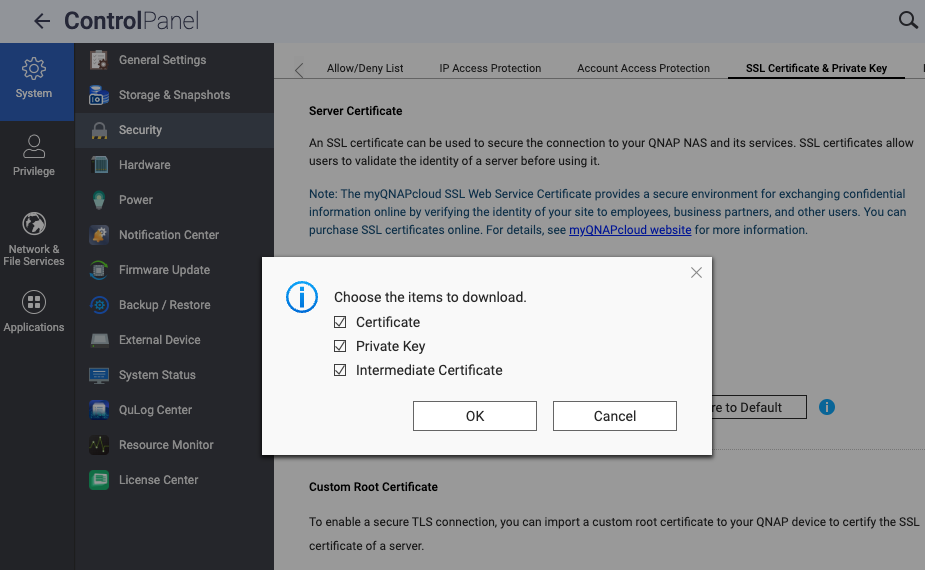 ControlPanel
System
Privilege
Network &
File Services
Applications
General Settings
Storage & Snapshots
Security
Hardware
Power
Notification Center
Firmware Update
Backup / Restore
External Device
System Status
QuLog Center
Resource Monitor
License Center
Allow/Deny List
IP Access Protection
Account Access Protection
SSL Certificate & Private Key
Server Certificate
An SSL certificate can be used to secure the connection to your QNAP NAS and its services. SSL certificates allow
users to validate the identity of a server before using it.
Note: The myQNAPcloud SSL Web Service Certificate provides a secure environment for exchanging confidential
information online by verifying the identity of your site to employees, business partners, and other users. You can
purchase SSL certificates online. For details, see myQNAPcloud website for more information.
Choose the items to download.
Certificate
Private Key
Intermediate Certificate
OK
Cancel
re to Default
Custom Root Certificate
To enable a secure TLS connection, you can import a custom root certificate to your QNAP device to certify the SSL
certificate of a server.